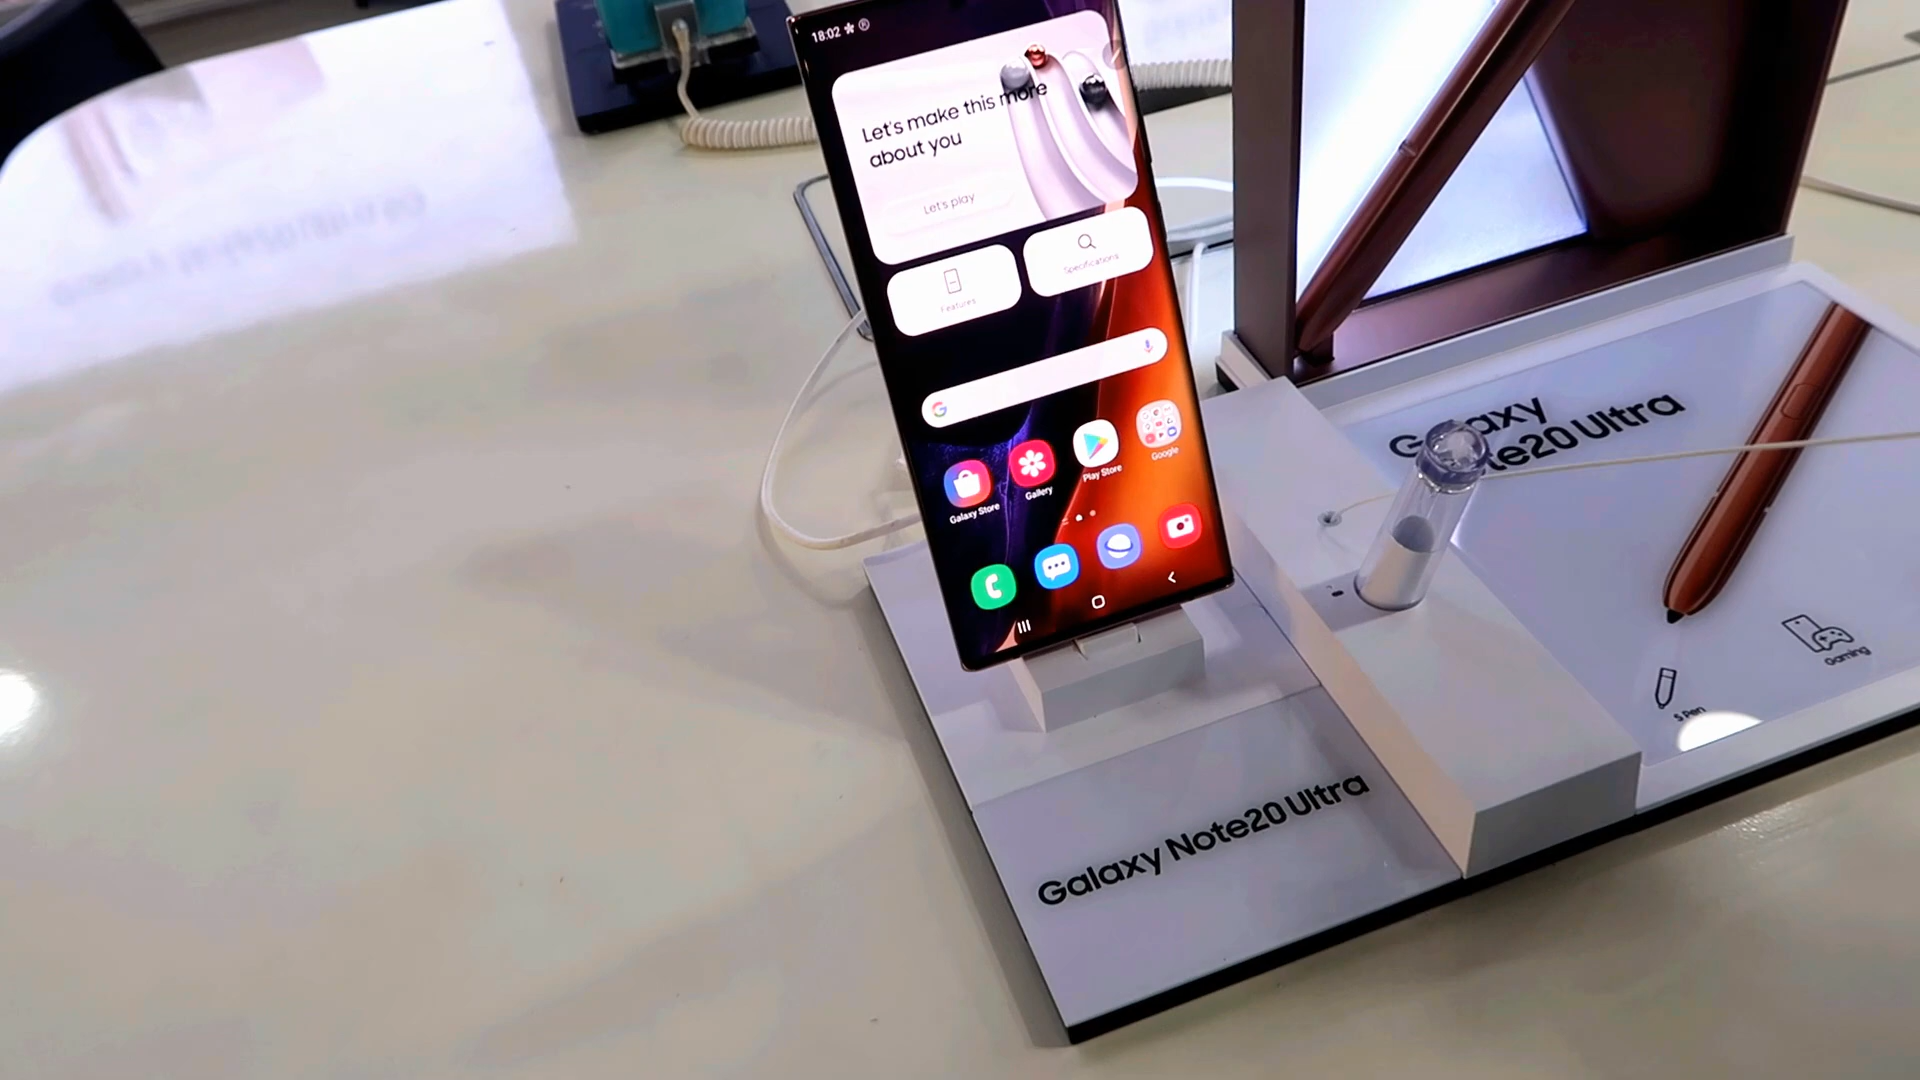 18:02
Let's make this more
about you
Let's play
Features
Specifications
Galaxy Store
Gallery
Play Store
Google
Galaxy Note20 Ultra
Galaxy
Note20 Ultra
S Pen
Gaming